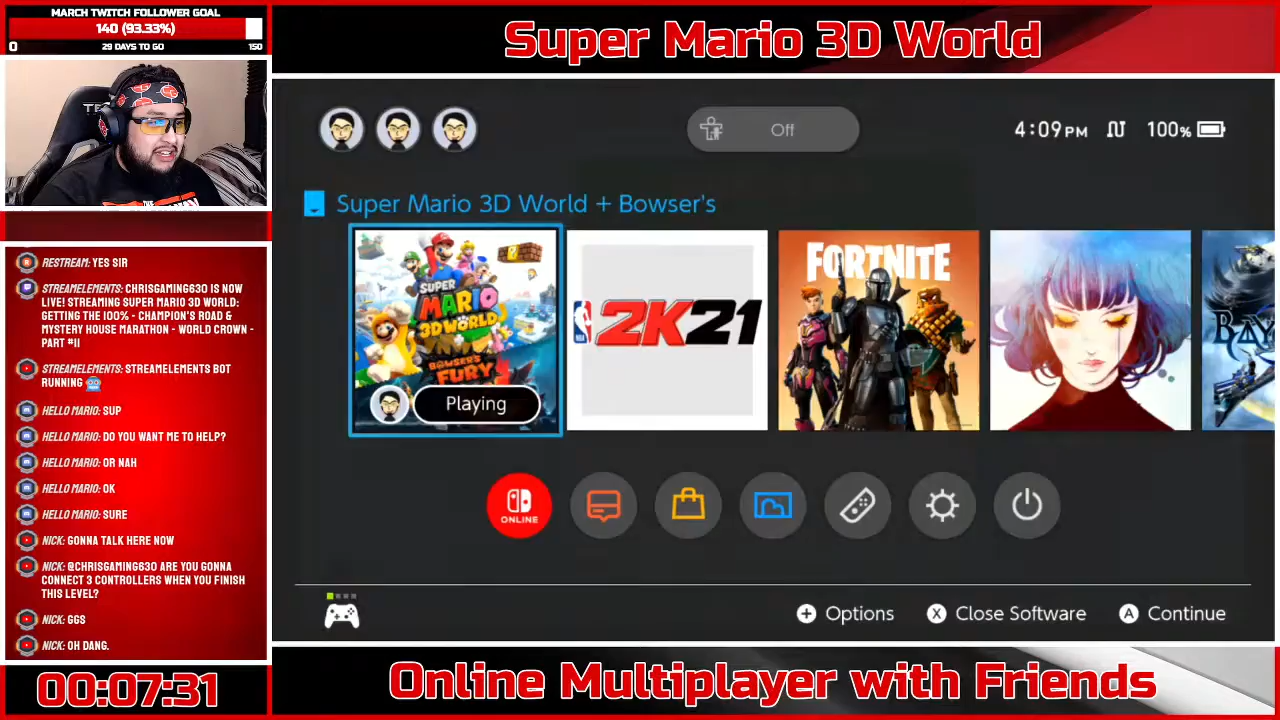 MARCH TWITCH FOLLOWER GOAL
140 (93.33%)
0
29 DAYS TO GO
150
Super Mario 3D World
Off
4:09PM
100%
Super Mario 3D World + Bowser's
SUPER
MARIO
3D WORLD
BOWSER'S
FURY
Playing
NBA
2K21
FORTNITE
BAY
RESTREAM: YES SIR
STREAMELEMENTS: CHRISGAMING630 IS NOW
LIVE! STREAMING SUPER MARIO 3D WORLD:
GETTING THE 100% - CHAMPION'S ROAD &
MYSTERY HOUSE MARATHON - WORLD CROWN -
PART #11
STREAMELEMENTS: STREAMELEMENTS BOT
RUNNING
HELLO MARIO: SUP
HELLO MARIO: DO YOU WANT ME TO HELP?
HELLO MARIO: OR NAH
HELLO MARIO: OK
HELLO MARIO: SURE
NICK: GONNA TALK HERE NOW
NICK: @CHRISGAMING630 ARE YOU GONNA
CONNECT 3 CONTROLLERS WHEN YOU FINISH
THIS LEVEL?
NICK: GGS
NICK: OH DANG.
ONLINE
+ Options
X Close Software
A Continue
00:07:31
Online Multiplayer with Friends